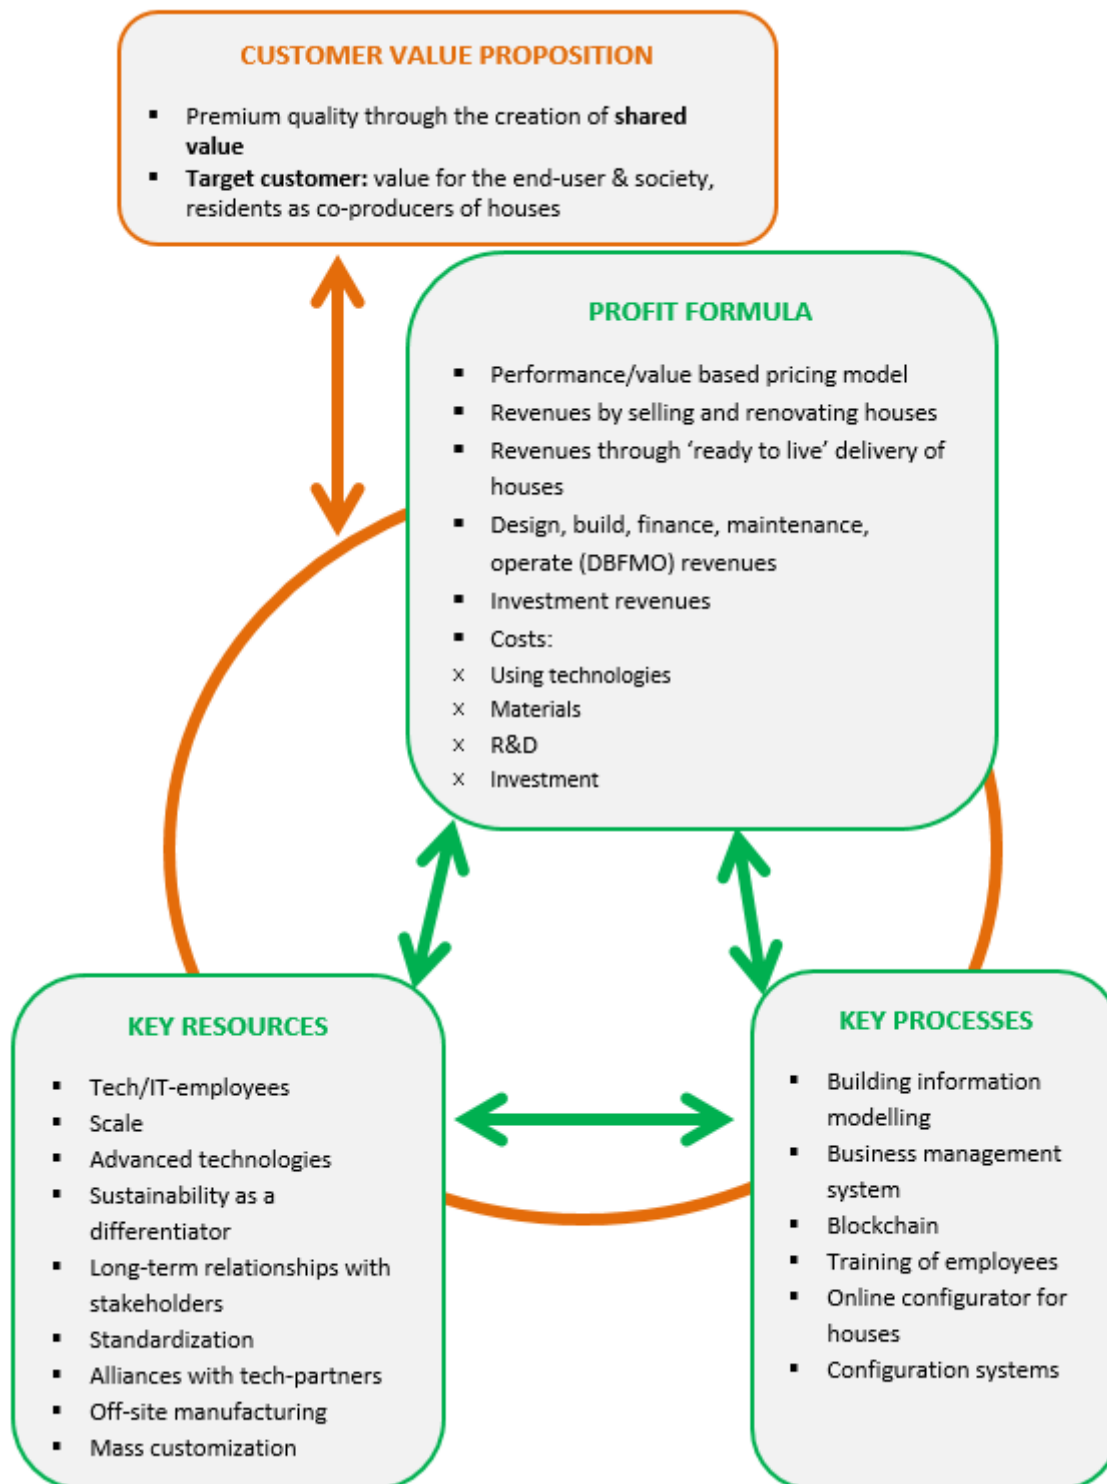 CUSTOMER VALUE PROPOSITION
▪ Premium quality through the creation of shared
value
▪ Target customer: value for the end-user & society,
residents as co-producers of houses
PROFIT FORMULA
▪ Performance/value based pricing model
▪ Revenues by selling and renovating houses
▪ Revenues through ‘ready to live’ delivery of
houses
▪ Design, build, finance, maintenance,
operate (DBFMO) revenues
▪ Investment revenues
▪ Costs:
x Using technologies
x Materials
x R&D
x Investment
KEY RESOURCES
▪ Tech/IT-employees
▪ Scale
▪ Advanced technologies
▪ Sustainability as a
differentiator
▪ Long-term relationships with
stakeholders
▪ Standardization
▪ Alliances with tech-partners
▪ Off-site manufacturing
▪ Mass customization
KEY PROCESSES
▪ Building information
modelling
▪ Business management
system
▪ Blockchain
▪ Training of employees
▪ Online configurator for
houses
▪ Configuration systems